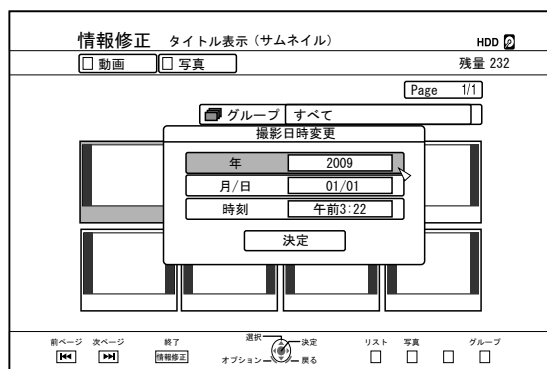 情報修正 タイトル表示（サムネイル） HDD
動画 写真 残量 232
Page 1/1
グループ すべて
撮影日時変更
年 2009
月/日 01/01
時刻 午前3:22
決定
前ページ 次ページ 終了 選択 決定 リスト 写真 グループ
情報修正 オプション 戻る